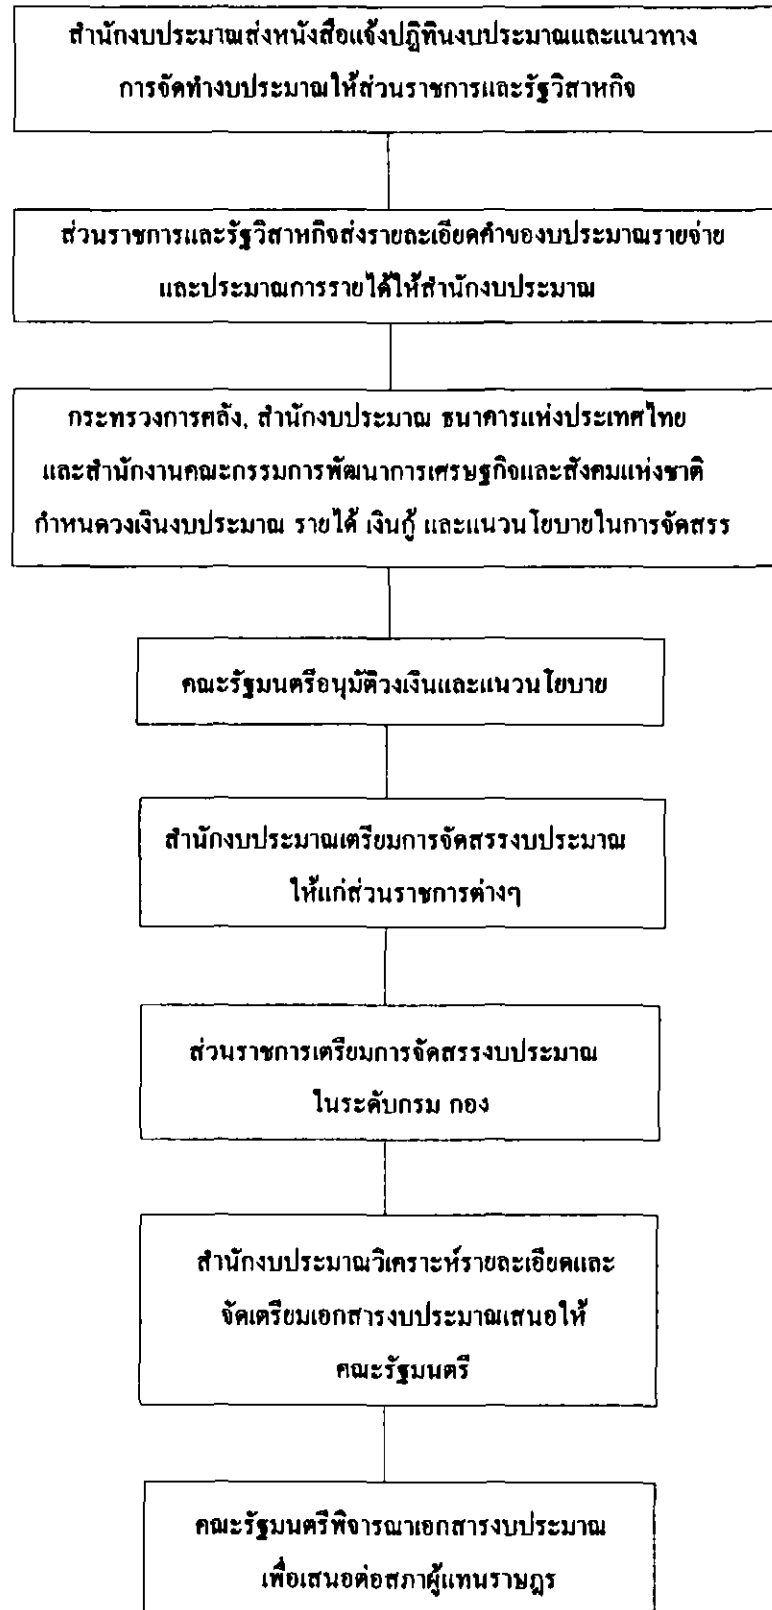 สำนักงบประมาณส่งหนังสือแจ้งปฏิทินงบประมาณและแนวทาง
การจัดทำงบประมาณให้ส่วนราชการและรัฐวิสาหกิจ
ส่วนราชการและรัฐวิสาหกิจส่งรายละเอียดคำของบประมาณรายจ่าย
และประมาณการรายได้ให้สำนักงบประมาณ
กระทรวงการคลัง, สำนักงบประมาณ ธนาคารแห่งประเทศไทย
และสำนักงานคณะกรรมการพัฒนาการเศรษฐกิจและสังคมแห่งชาติ
กำหนดวงเงินงบประมาณ รายได้ เงินกู้ และแนวนโยบายในการจัดสรร
คณะรัฐมนตรีอนุมัติวงเงินและแนวนโยบาย
สำนักงบประมาณเตรียมการจัดสรรงบประมาณ
ให้แก่ส่วนราชการต่างๆ
ส่วนราชการเตรียมการจัดสรรงบประมาณ
ในระดับกรม กอง
สำนักงบประมาณวิเคราะห์รายละเอียดและ
จัดเตรียมเอกสารงบประมาณเสนอให้
คณะรัฐมนตรี
คณะรัฐมนตรีพิจารณาเอกสารงบประมาณ
เพื่อเสนอต่อสภาผู้แทนราษฎร